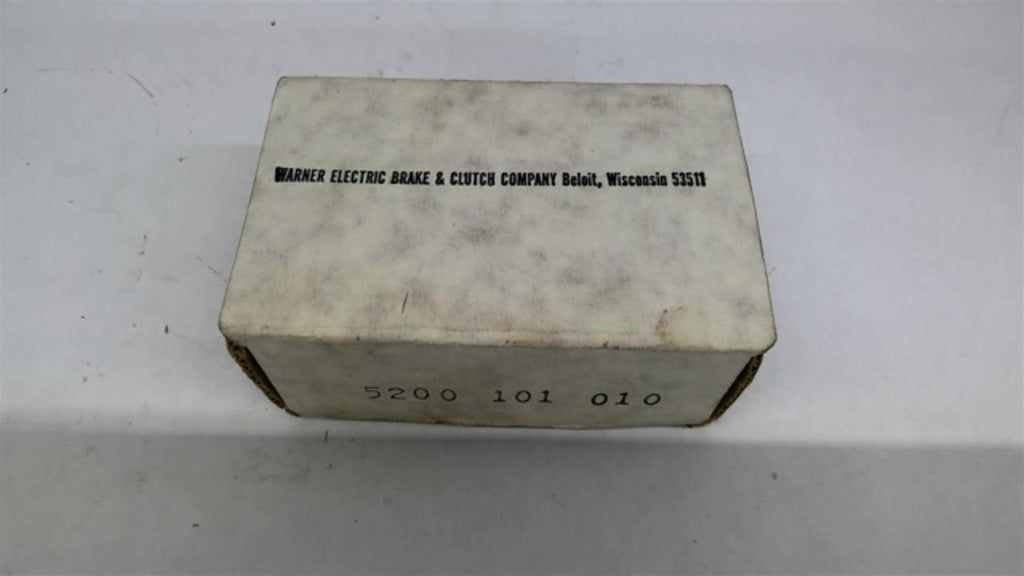 WARNER ELECTRIC BRAKE & CLUTCH COMPANY Beloit, Wisconsin 53511
5200 101 010